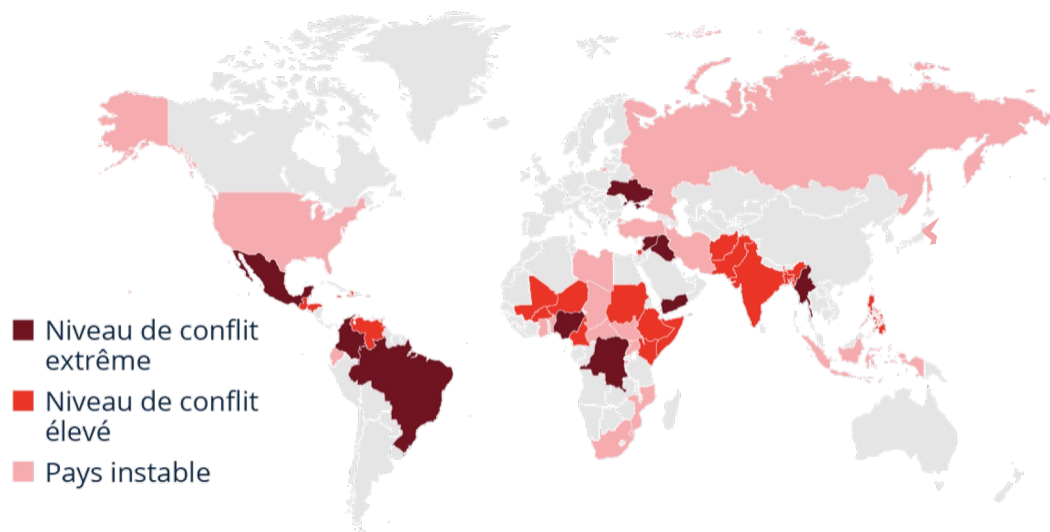 Niveau de conflit
extrême
Niveau de conflit
élevé
Pays instable